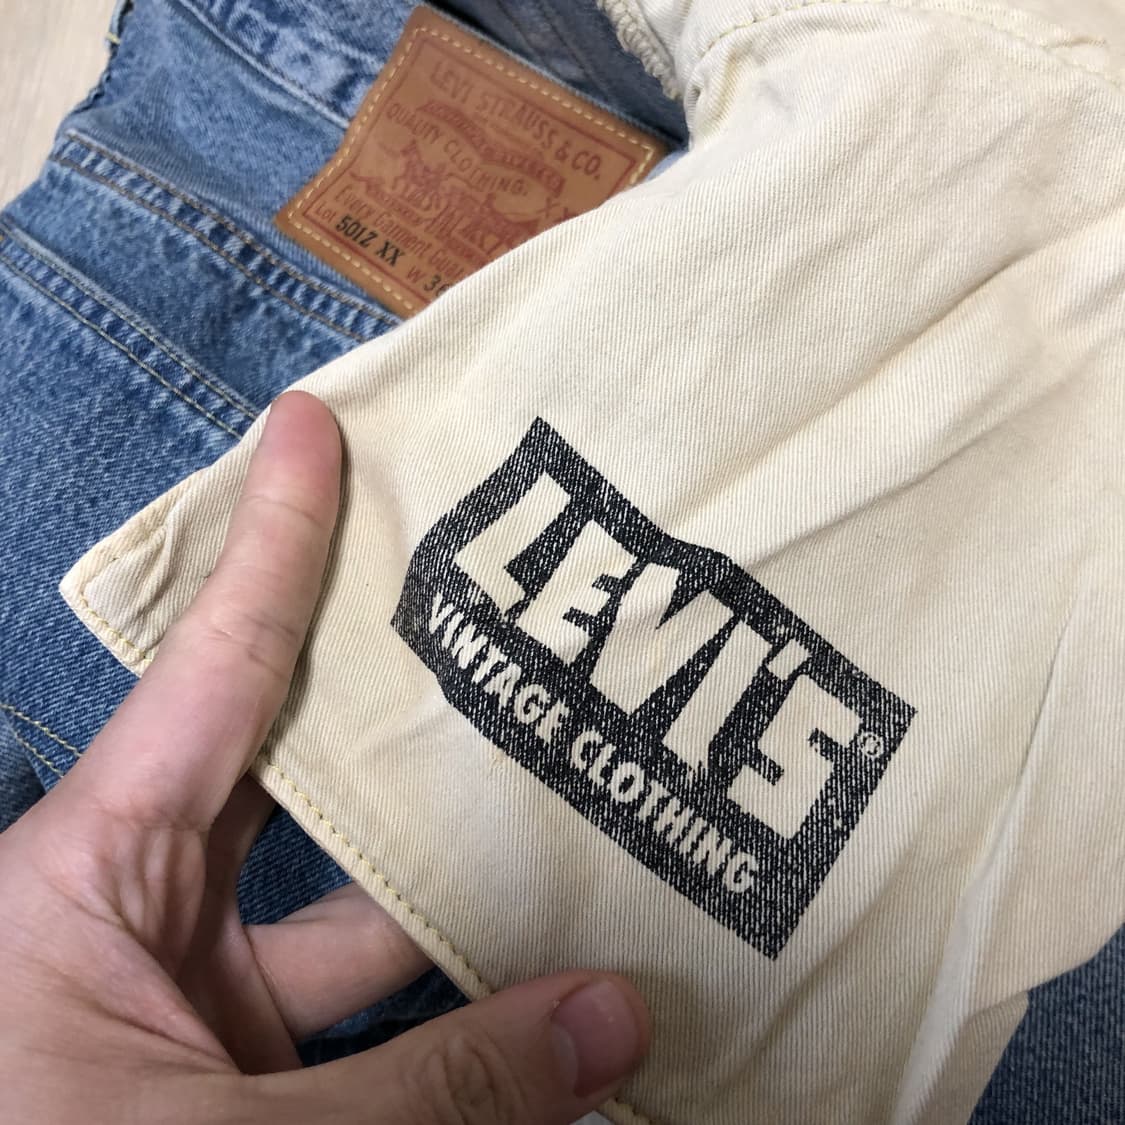 LEVI STRAUSS & CO.
QUALITY CLOTHING.
Every Garment Guar
Lot 501Z XX W 36
LEVI'S®
VINTAGE CLOTHING